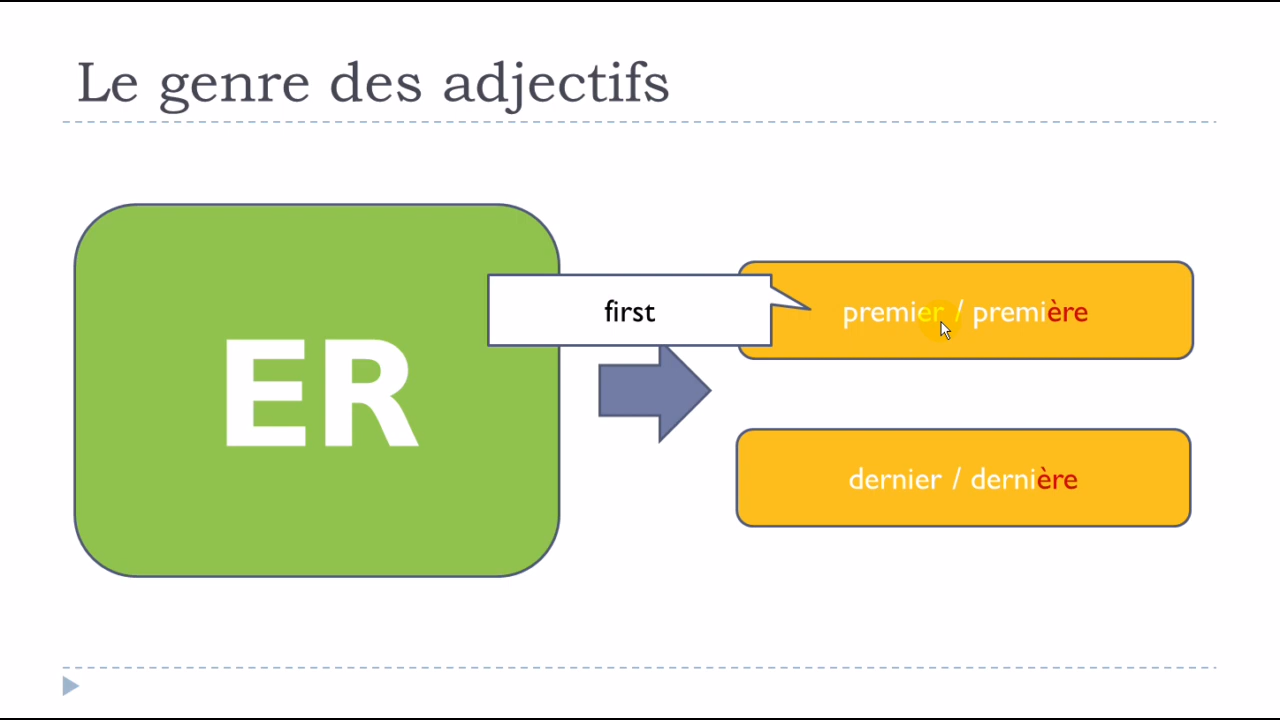 Le genre des adjectifs
ER
first
premier / première
dernier / dernière